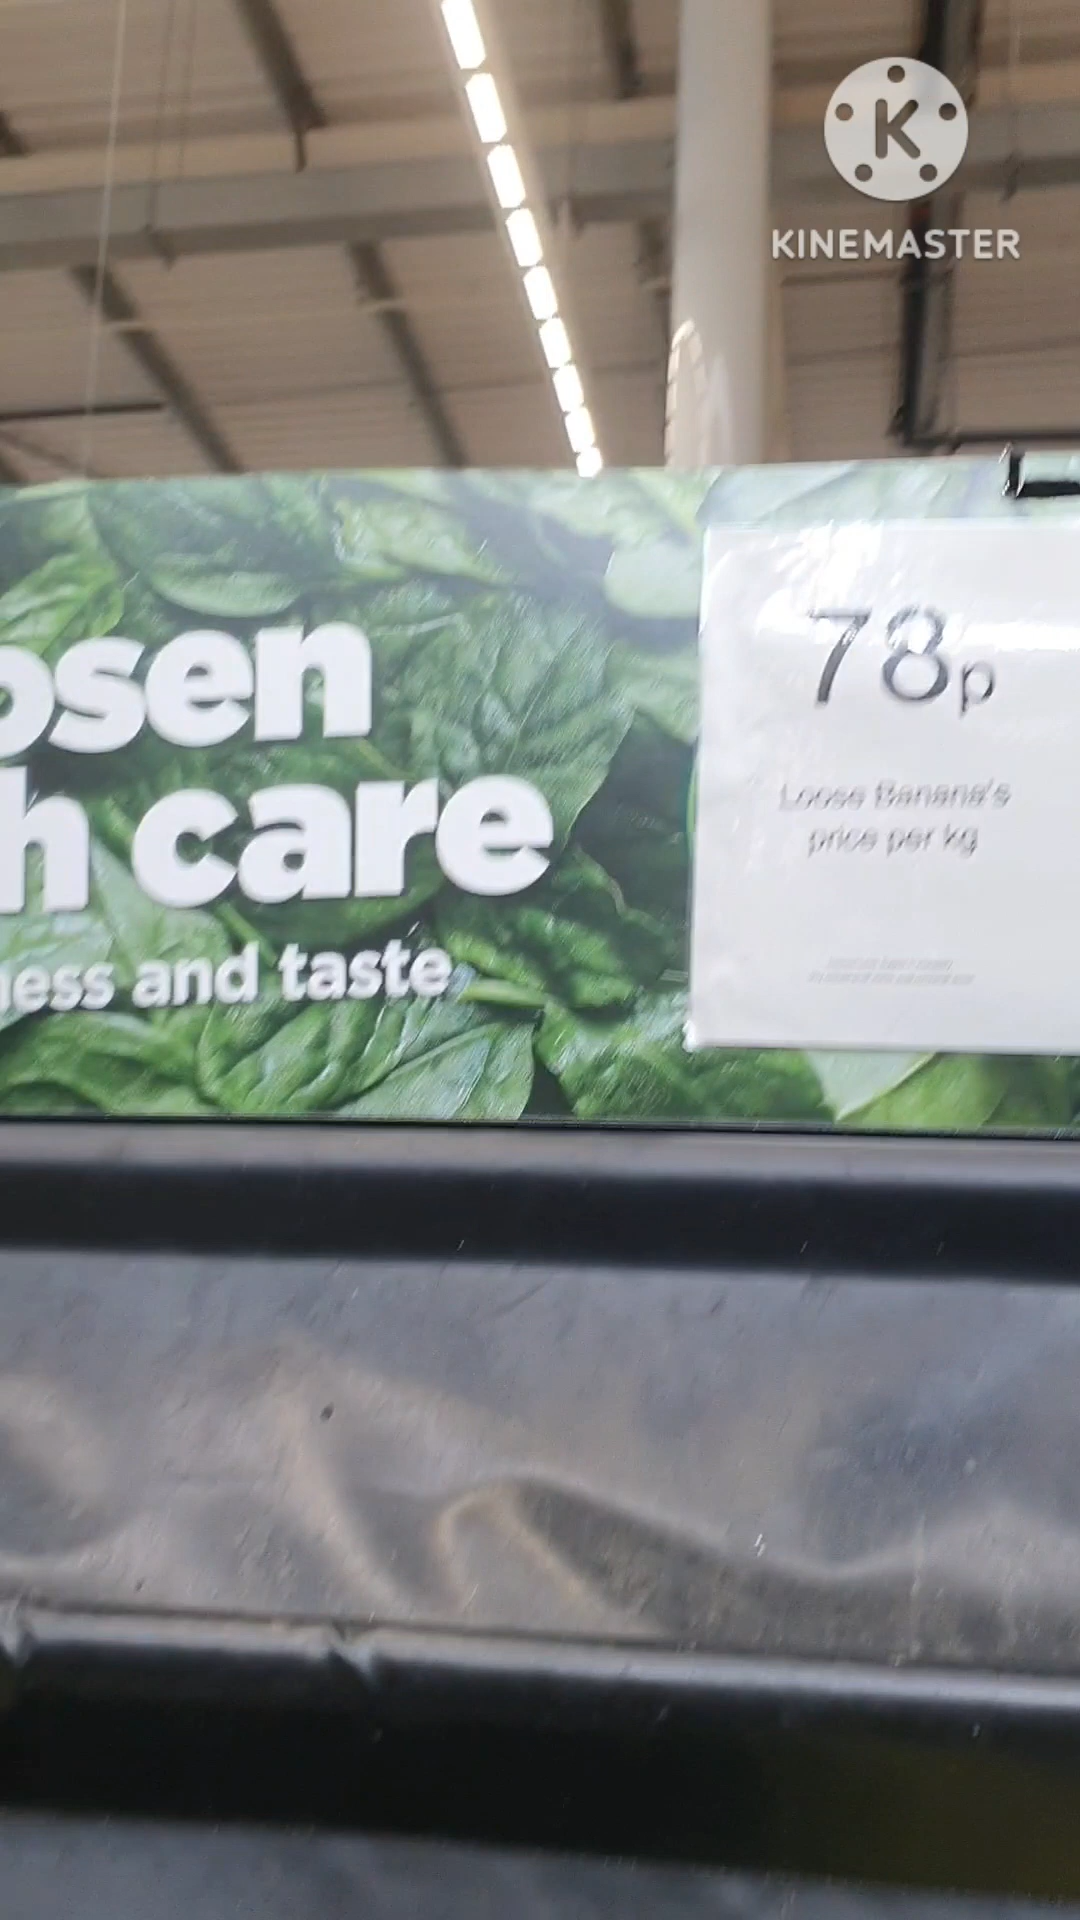 K
KINEMASTER
osen
h care
ness and taste
78p
Loose Banana's
price per kg